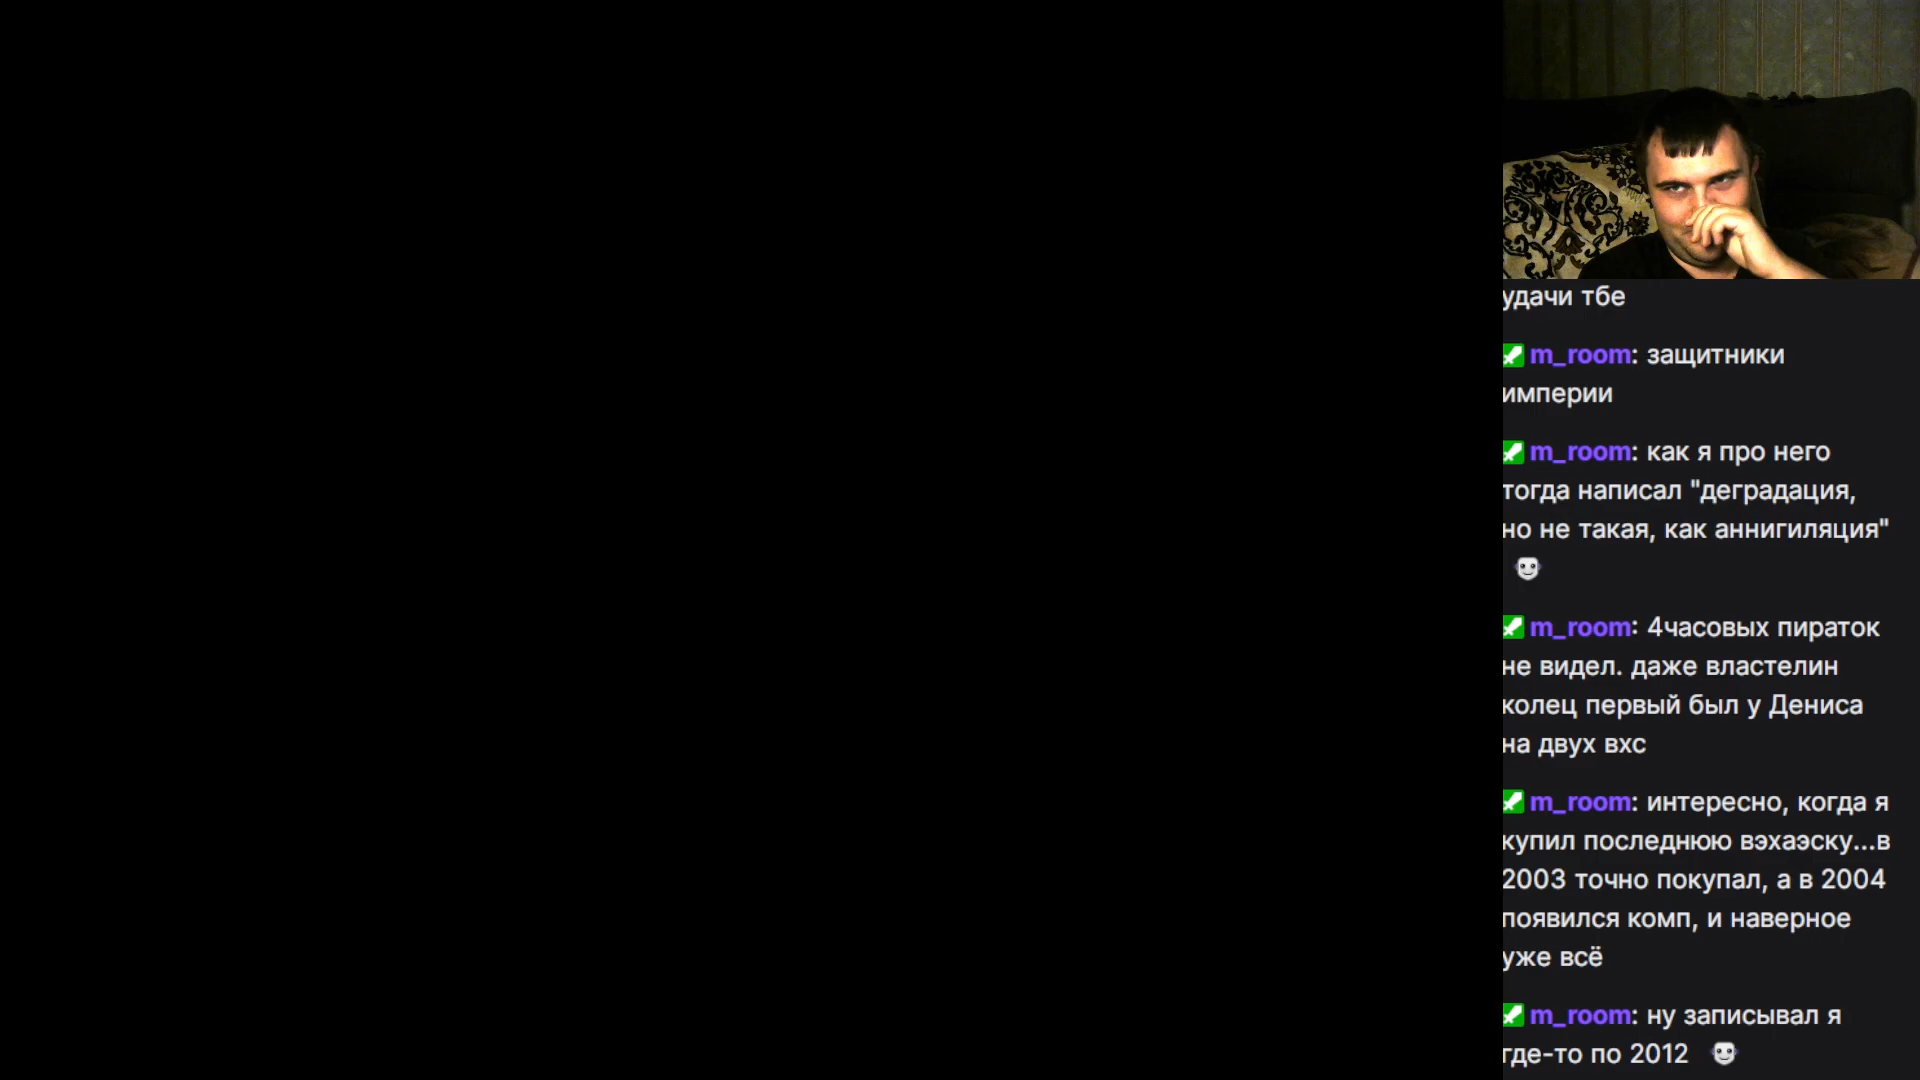 удачи тбе
m_room: защитники
империи
m_room: как я про него
тогда написал "деградация,
но не такая, как аннигиляция"
m_room: 4часовых пираток
не видел. даже властелин
колец первый был у Дениса
на двух вхс
m_room: интересно, когда я
купил последнюю вэхаэску...в
2003 точно покупал, а в 2004
появился комп, и наверное
уже всё
m_room: ну записывал я
где-то по 2012